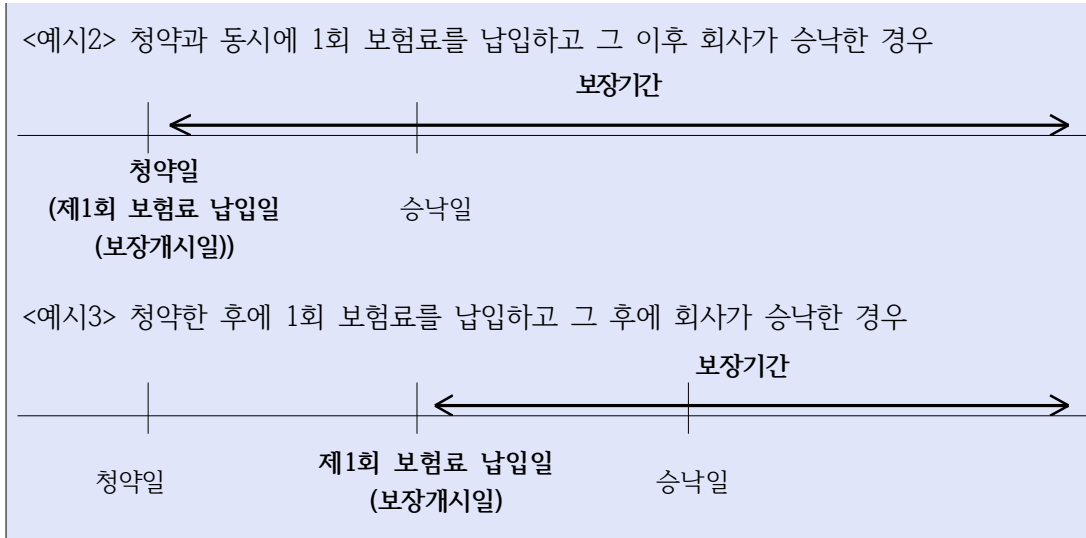 <예시2> 청약과 동시에 1회 보험료를 납입하고 그 이후 회사가 승낙한 경우
보장기간
청약일
(제1회 보험료 납입일
(보장개시일))
승낙일
<예시3> 청약한 후에 1회 보험료를 납입하고 그 후에 회사가 승낙한 경우
보장기간
청약일
제1회 보험료 납입일
(보장개시일)
승낙일